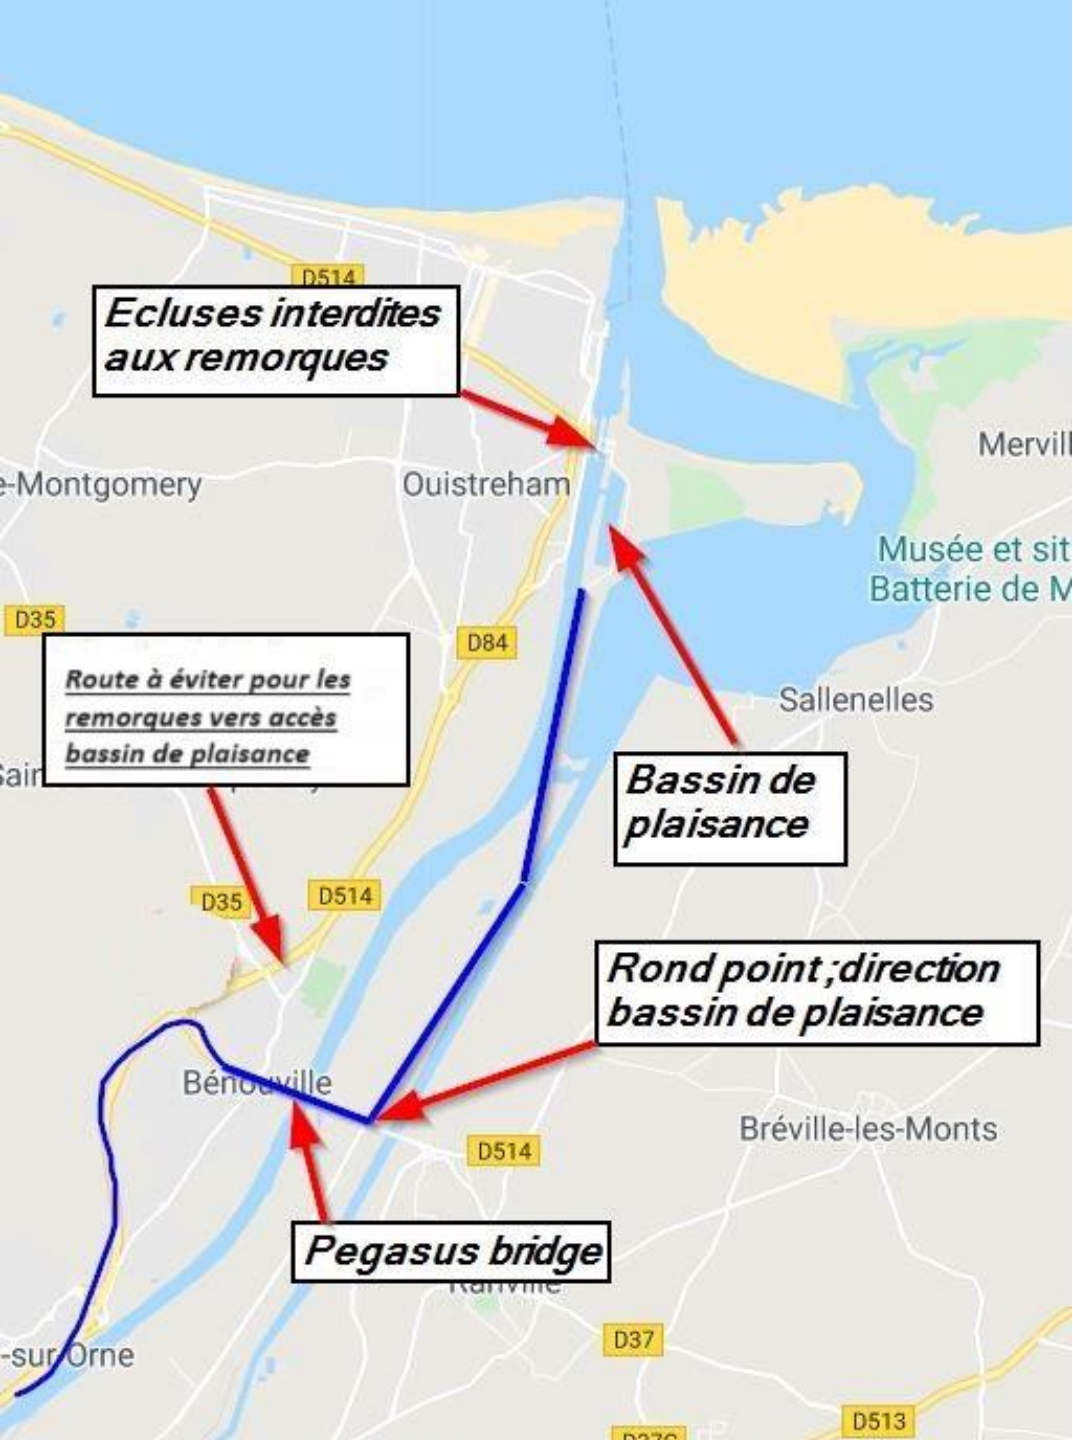 D514
Ecluses interdites
aux remorques
Mervill
e-Montgomery
Ouistreham
Musée et sit
Batterie de M
D35
D84
Route à éviter pour les
remorques vers accès
bassin de plaisance
Sallenelles
Sain
Bassin de
plaisance
D35
D514
Rond point ;direction
bassin de plaisance
Bénouville
Bréville-les-Monts
D514
Pegasus bridge
Ranville
D37
-sur-Orne
D513